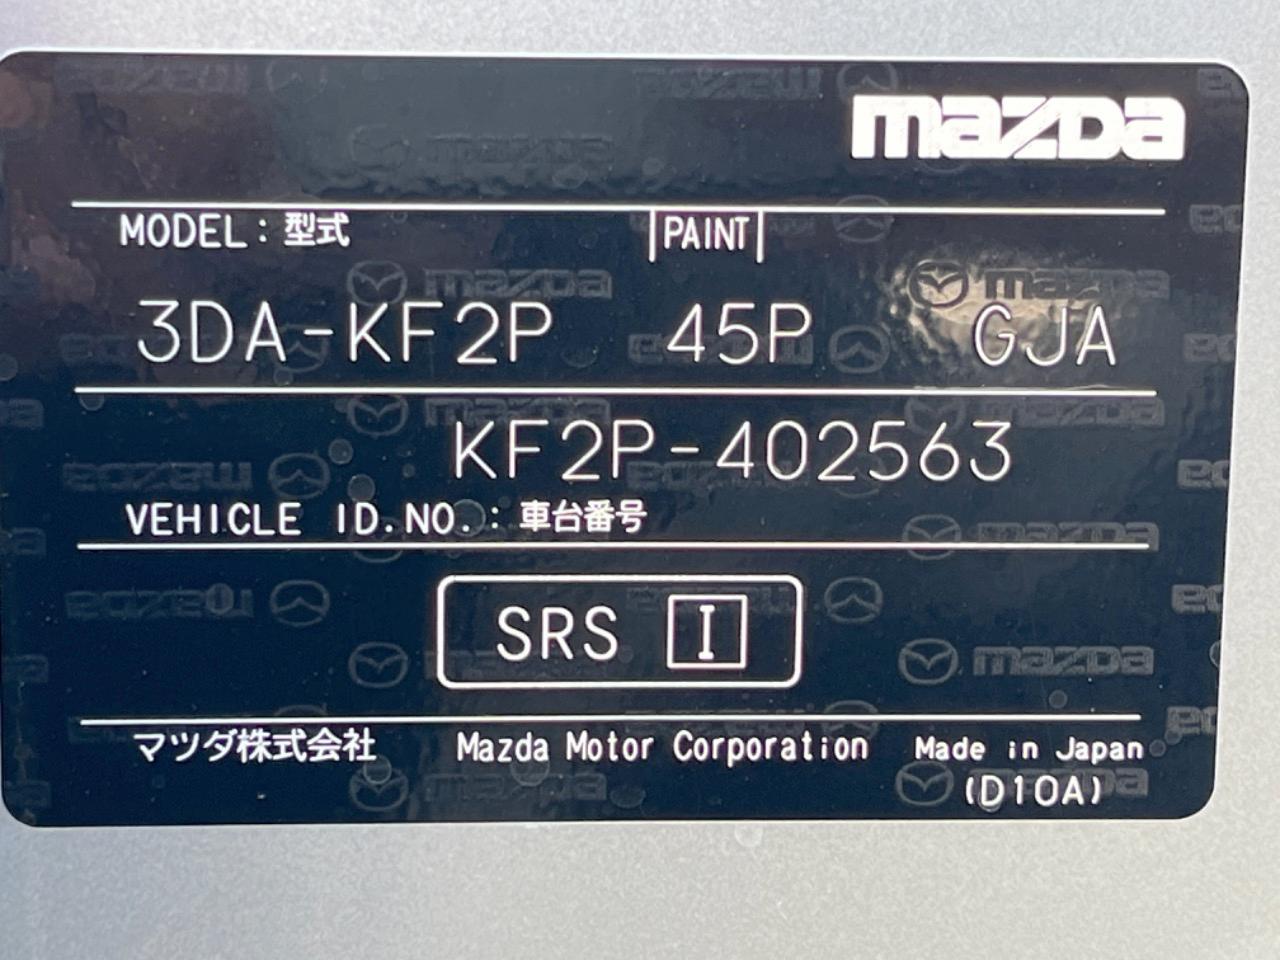 mazda
MODEL : 型式 PAINT
3DA-KF2P 45P GJA
KF2P-402563
VEHICLE ID.NO. : 車台番号
SRS I
マツダ株式会社 Mazda Motor Corporation Made in Japan
(D10A)